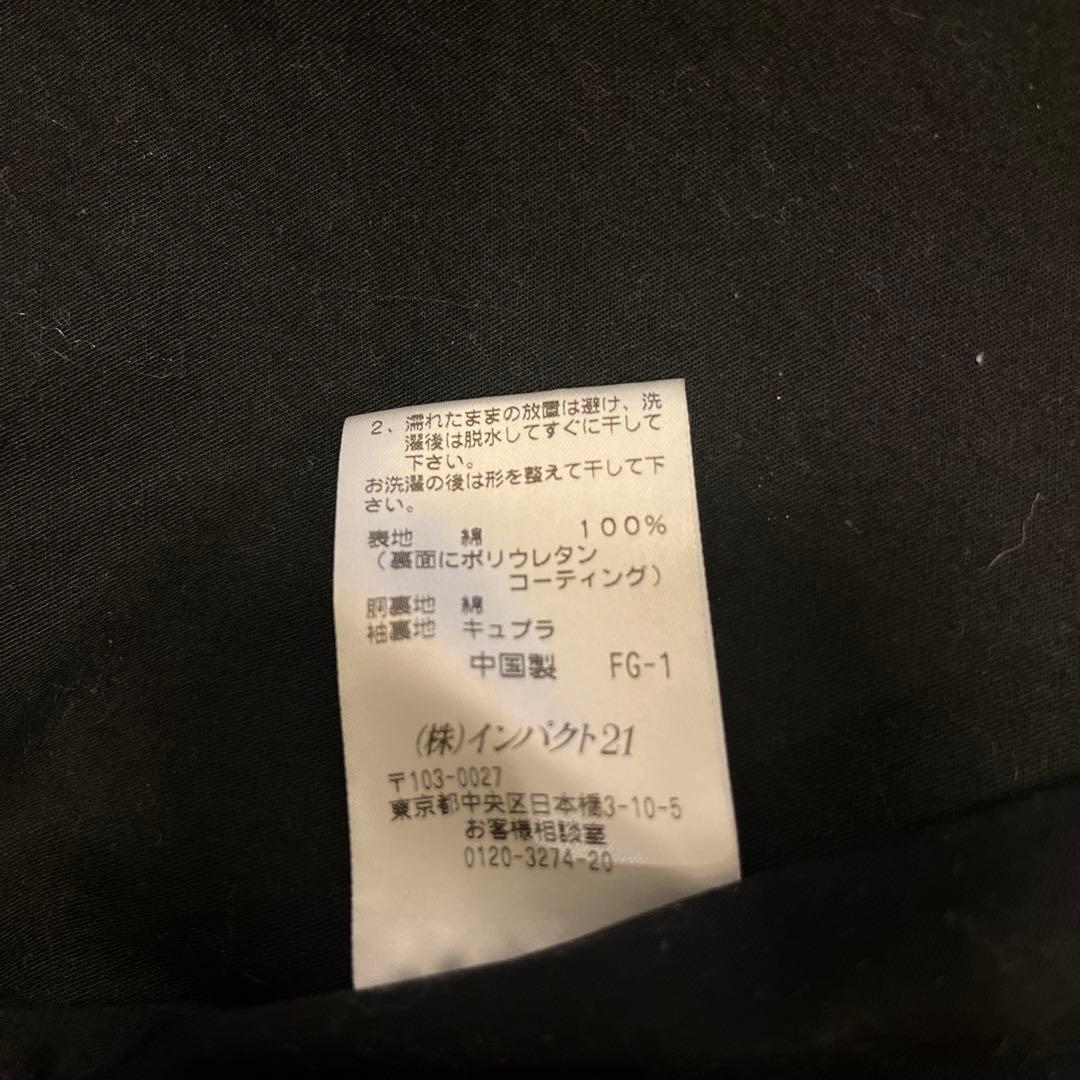 2、濡れたままの放置は避け、洗
濯後は脱水してすぐに干して
下さい。
お洗濯の後は形を整えて干して下
さい。
表地 綿 100%
(裏面にポリウレタン
コーティング)
胴裏地 綿
袖裏地 キュプラ
中国製 FG-1
(株)インパクト21
〒103-0027
東京都中央区日本橋3-10-5
お客様相談室
0120-3274-20